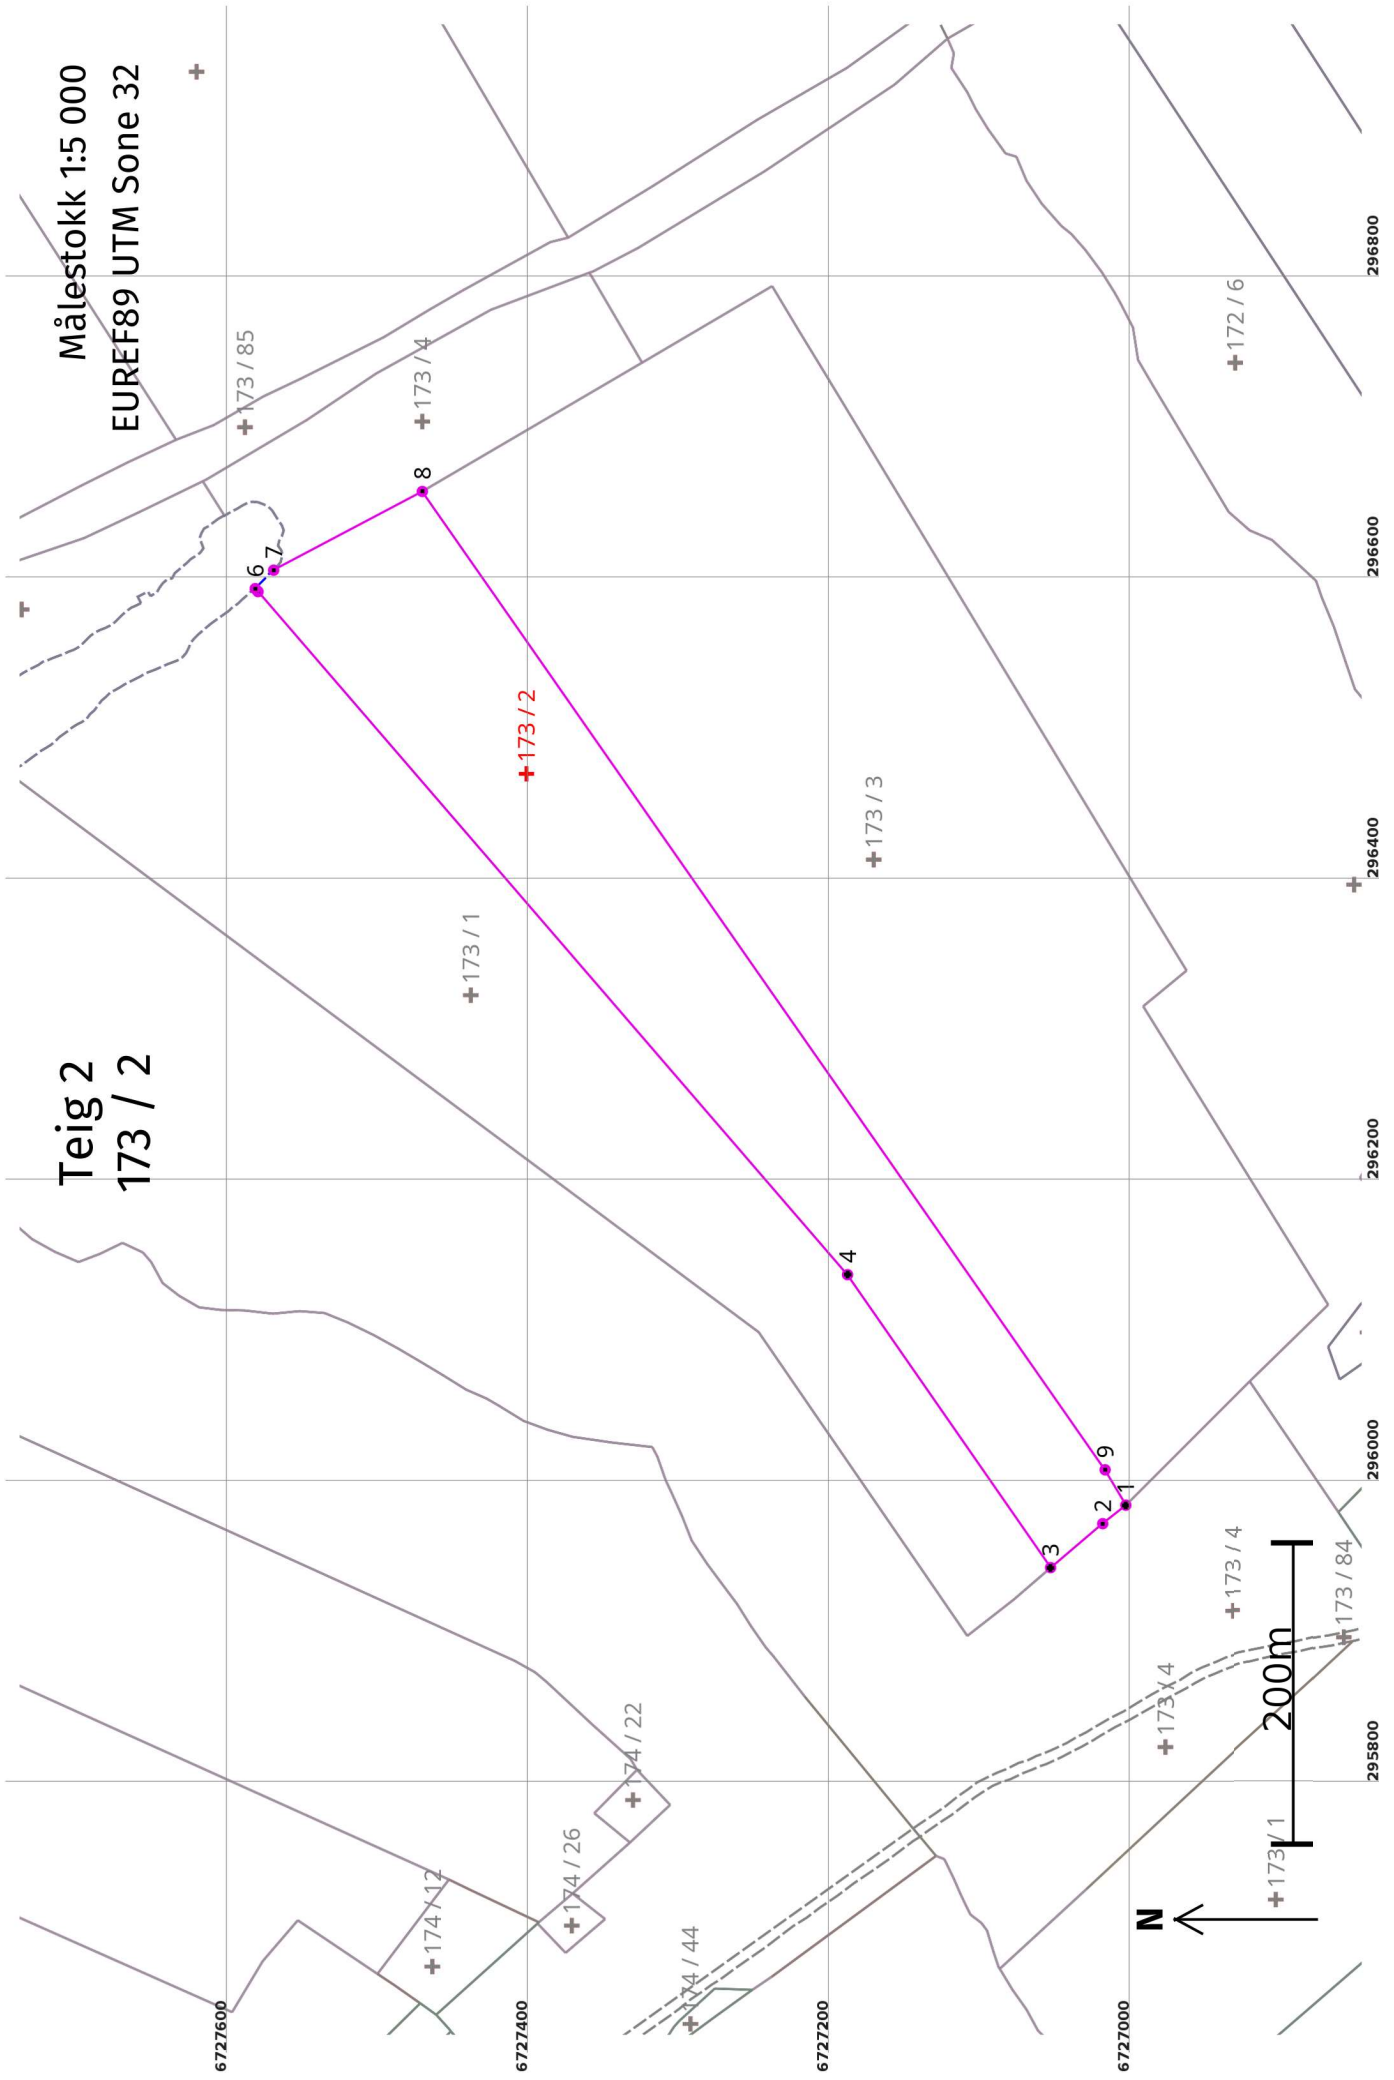 Teig 2
173 / 2
Målestokk 1:5 000
EUREF89 UTM Sone 32
173 / 85
173 / 4
6
7
8
173 / 2
173 / 1
173 / 3
172 / 6
4
9
1
2
3
174 / 12
174 / 26
174 / 22
174 / 44
173 / 4
173 / 4
173 / 84
173 / 1
200m
N
6727600
6727400
6727200
6727000
295800
296000
296200
296400
296600
296800